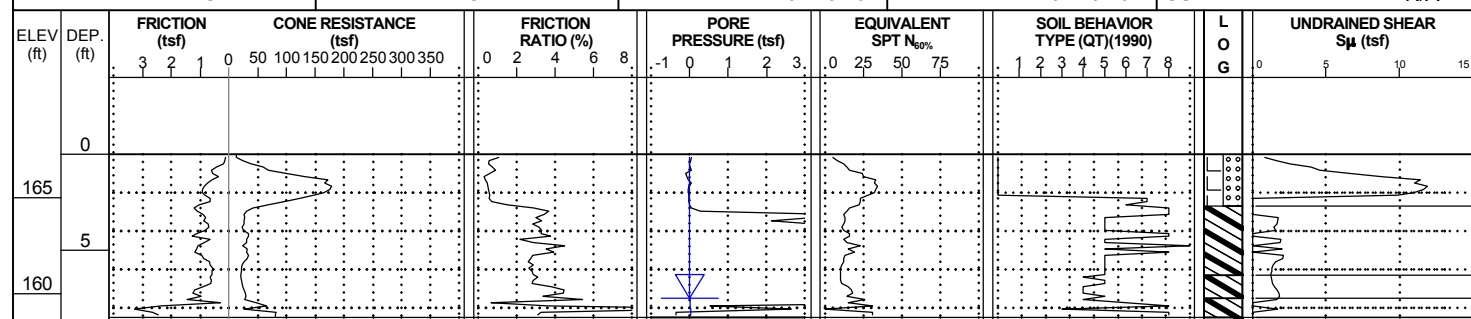 ELEV (ft)
DEP. (ft)
FRICTION (tsf)
3 2 1 0
CONE RESISTANCE (tsf)
50 100 150 200 250 300 350
FRICTION RATIO (%)
0 2 4 6 8
PORE PRESSURE (tsf)
-1 0 1 2 3
EQUIVALENT SPT N60%
0 25 50 75
SOIL BEHAVIOR TYPE (QT)(1990)
1 2 3 4 5 6 7 8
L O G
UNDRAINED SHEAR Sμ (tsf)
0 5 10 15
0
165
5
160